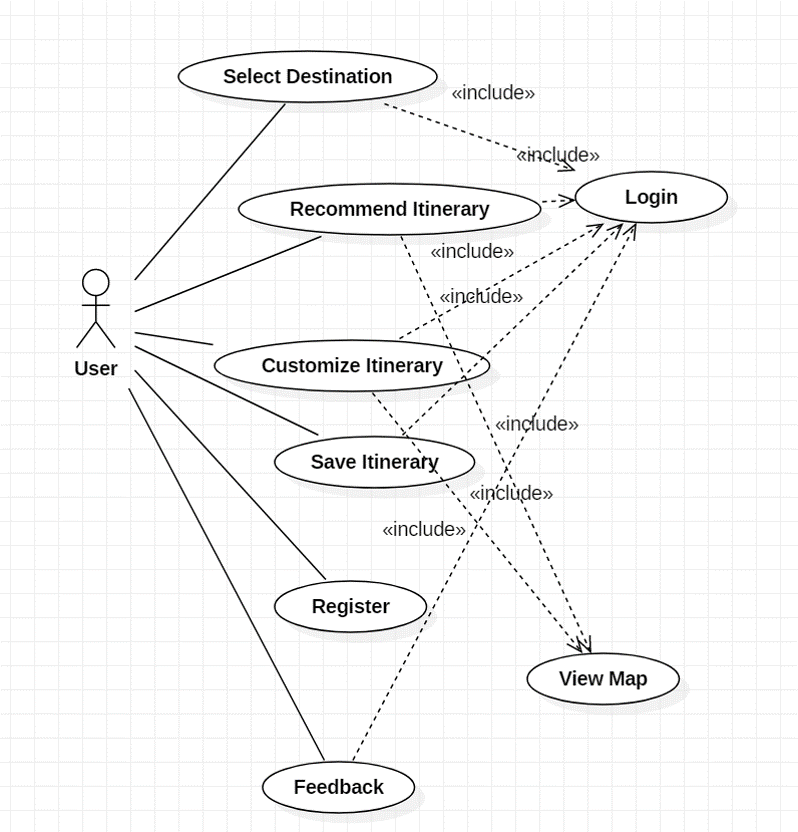 Select Destination
«include»
«include»
Login
Recommend Itinerary
«include»
«include»
User
Customize Itinerary
«include»
Save Itinerary
«include»
«include»
Register
View Map
Feedback